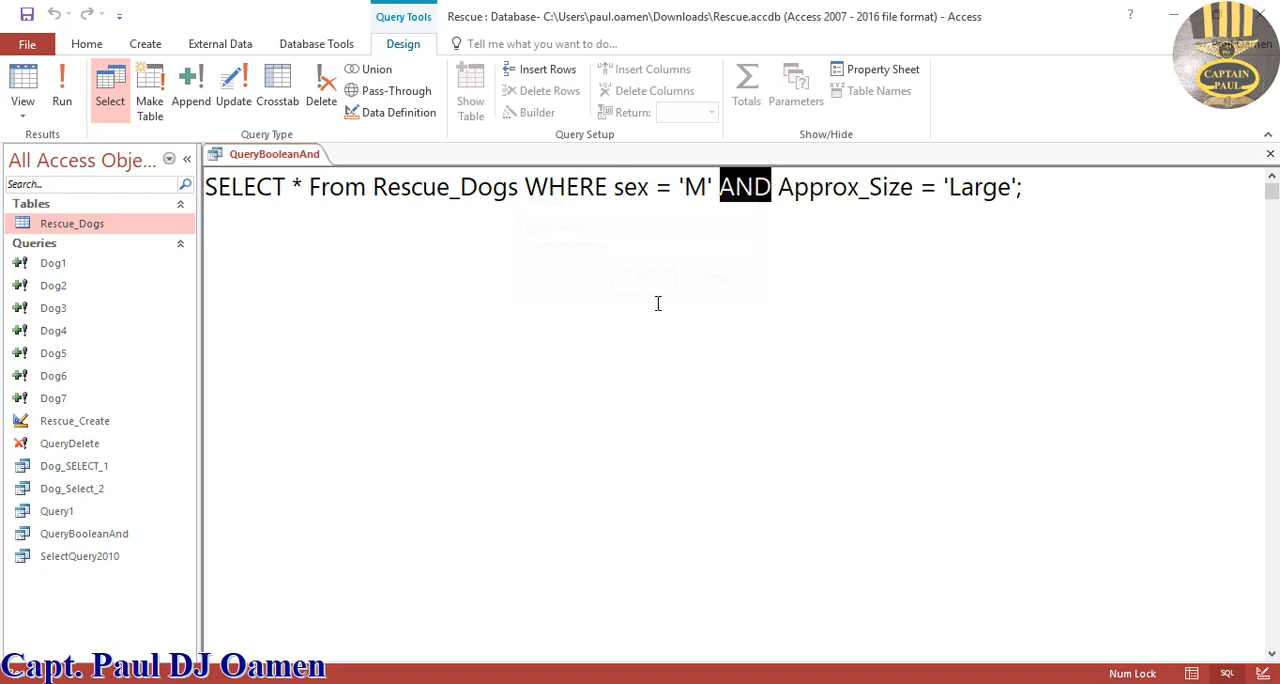 Query Tools
Rescue : Database- C:\Users\paul.oamen\Downloads\Rescue.accdb (Access 2007 - 2016 file format) - Access
?
File
Home
Create
External Data
Database Tools
Design
Tell me what you want to do...
Oamen
CAPTAIN
PAUL
View
Run
Select
Make
Table
Append
Update
Crosstab
Delete
Union
Pass-Through
Data Definition
Show
Table
Insert Rows
Delete Rows
Builder
Insert Columns
Delete Columns
Return:
Totals
Parameters
Property Sheet
Table Names
Results
Query Type
Query Setup
Show/Hide
All Access Obje...
Search...
Tables
Rescue_Dogs
Queries
Dog1
Dog2
Dog3
Dog4
Dog5
Dog6
Dog7
Rescue_Create
QueryDelete
Dog_SELECT_1
Dog_Select_2
Query1
QueryBooleanAnd
SelectQuery2010
QueryBooleanAnd
SELECT * From Rescue_Dogs WHERE sex = 'M' AND Approx_Size = 'Large';
Capt. Paul DJ Oamen
Num Lock
SQL